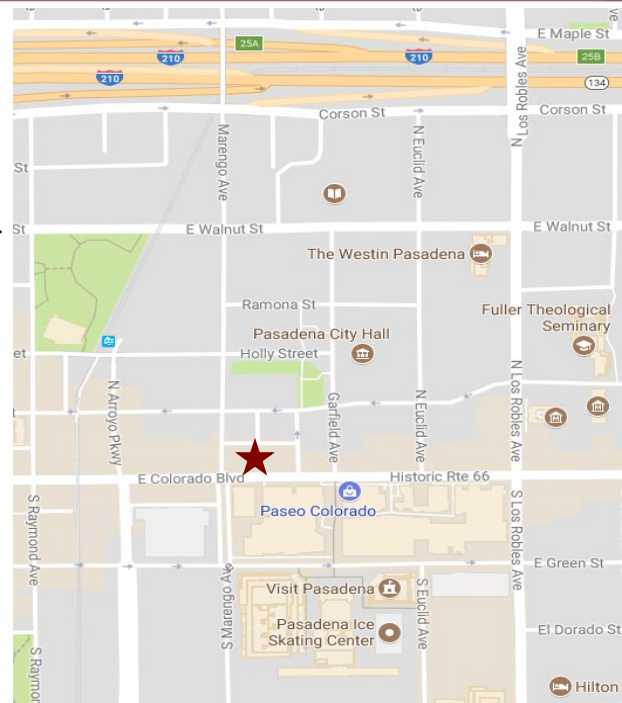 E Maple St
25A
210
210
25B
210
134
N Los Robles Ave
Corson St
Corson St
Marengo Ave
N Euclid Ave
St
St
E Walnut St
E Walnut St
The Westin Pasadena
Ramona St
Fuller Theological
Seminary
Pasadena City Hall
et
Holly Street
N Arroyo Pkwy
Garfield Ave
N Euclid Ave
N Los Robles Ave
E Colorado Blvd
Historic Rte 66
Paseo Colorado
S Raymond Ave
S Los Robles Ave
E Green St
S Marengo Ave
Visit Pasadena
S Euclid Ave
Pasadena Ice
Skating Center
El Dorado St
S Raymon
Hilton